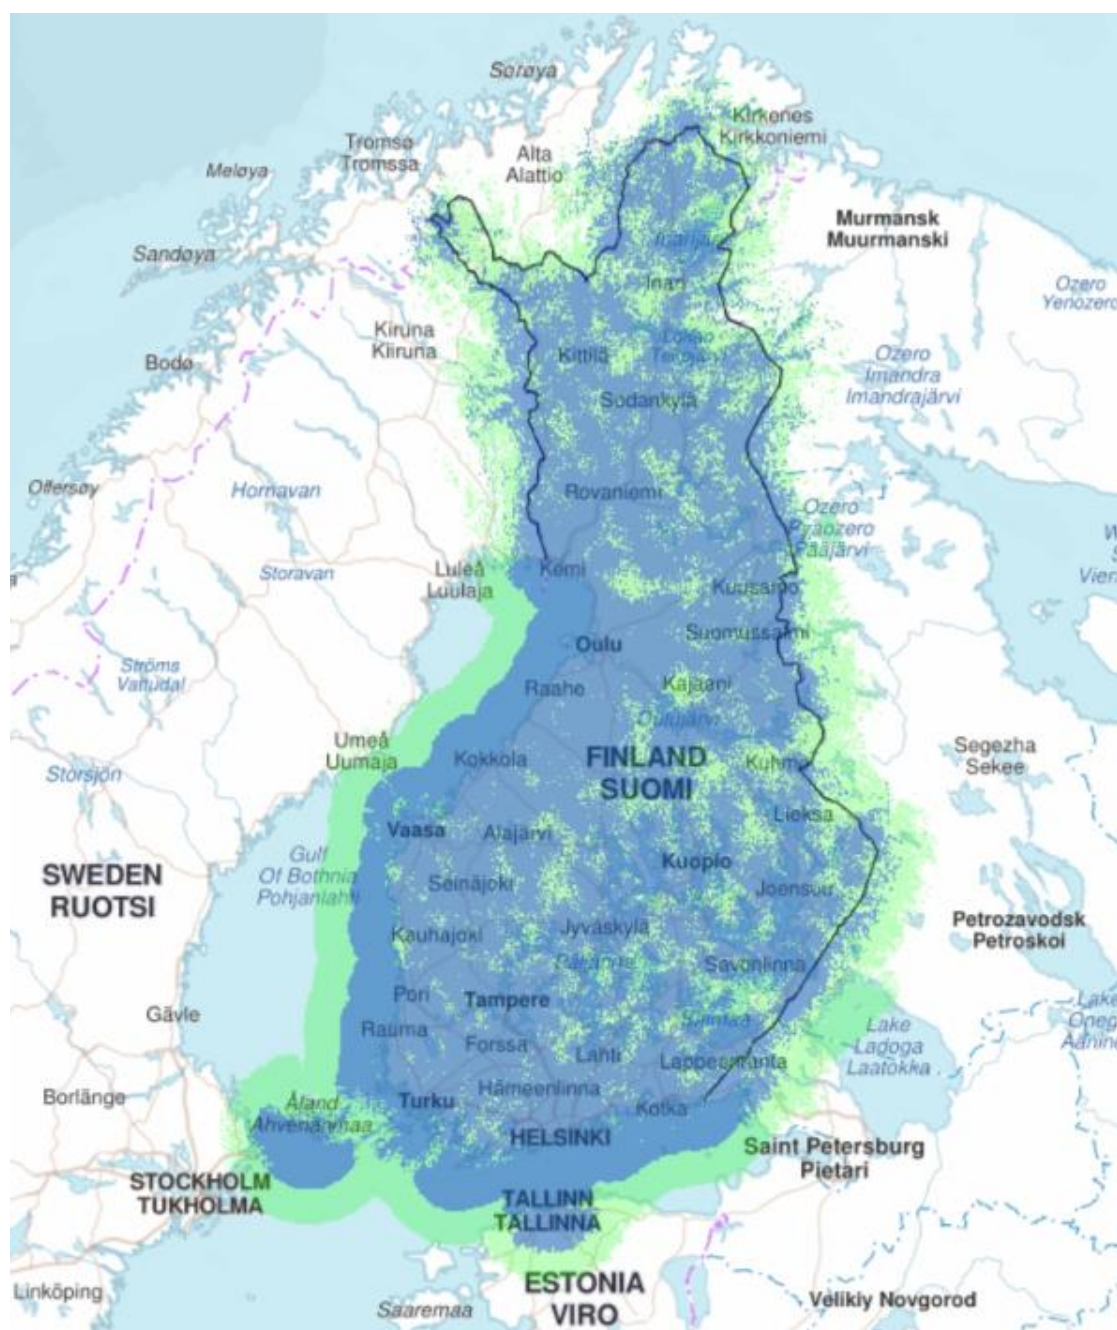 Sørøya
Kirkenes
Kirkkoniemi
Tromsø
Tromssa
Alta
Alattio
Meløya
Murmansk
Muurmanski
Sandøya
Inari
Ozero
Yenozero
Kiruna
Kiiruna
Bodø
Kittilä
Ozero
Imandra
Imandrajärvi
Sodankylä
Offersøy
Hornavan
Rovaniemi
Ozero
Pyaozero
Pääjärvi
Storavan
Luleå
Luulaja
Kemi
Kuusamo
Oulu
Suomussalmi
Ströms
Vattudal
Raahe
Kajaani
Oulujärvi
Umeå
Uumaja
Kokkola
FINLAND
SUOMI
Kuhmo
Segezha
Sekee
Storsjön
Lieksa
Vaasa
Alajärvi
Kuopio
Gulf
Of Bothnia
Pohjanlahti
SWEDEN
RUOTSI
Seinäjoki
Joensuu
Kauhajoki
Jyväskylä
Petrozavodsk
Petroskoi
Savonlinna
Pori
Tampere
Gävle
Rauma
Forssa
Lahti
Lappeenranta
Lake
Ladoga
Laatokka
Borlänge
Åland
Ahvenanmaa
Turku
Hämeenlinna
Kotka
HELSINKI
Saint Petersburg
Pietari
STOCKHOLM
TUKHOLMA
TALLINN
TALLINNA
Linköping
ESTONIA
VIRO
Saaremaa
Velikiy Novgorod